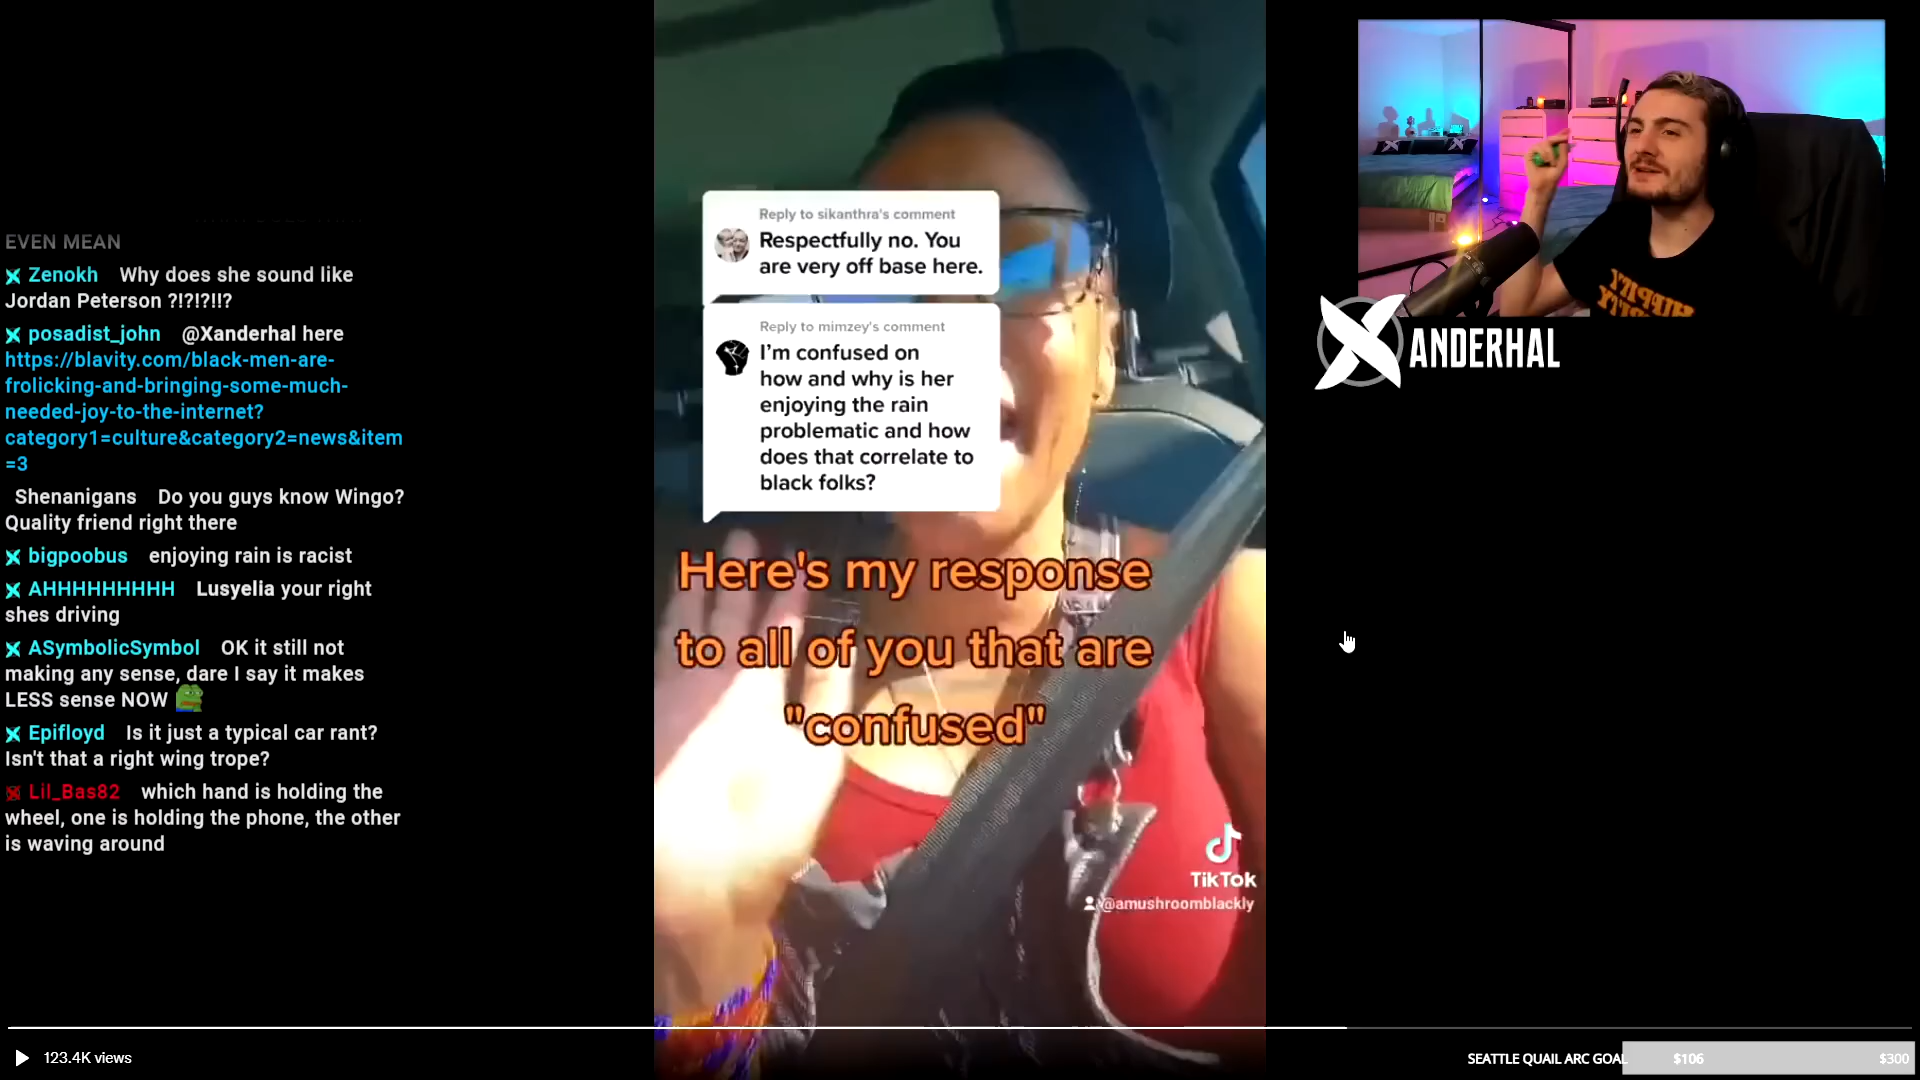 EVEN MEAN
Zenokh Why does she sound like
Jordan Peterson ?!?!?!!?
posadist_john @Xanderhal here
https://blavity.com/black-men-are-
frolicking-and-bringing-some-much-
needed-joy-to-the-internet?
category1=culture&category2=news&item
=3
Shenanigans Do you guys know Wingo?
Quality friend right there
bigpoobus enjoying rain is racist
AHHHHHHHHH Lusyelia your right
shes driving
ASymbolicSymbol OK it still not
making any sense, dare I say it makes
LESS sense NOW
Epifloyd Is it just a typical car rant?
Isn't that a right wing trope?
Lil_Bas82 which hand is holding the
wheel, one is holding the phone, the other
is waving around
Reply to sikanthra's comment
Respectfully no. You
are very off base here.
Reply to mimzey's comment
I'm confused on
how and why is her
enjoying the rain
problematic and how
does that correlate to
black folks?
Here's my response
to all of you that are
"confused"
TikTok
@amushroomblackly
XANDERHAL
123.4K views
SEATTLE QUAIL ARC GOAL
$106
$300